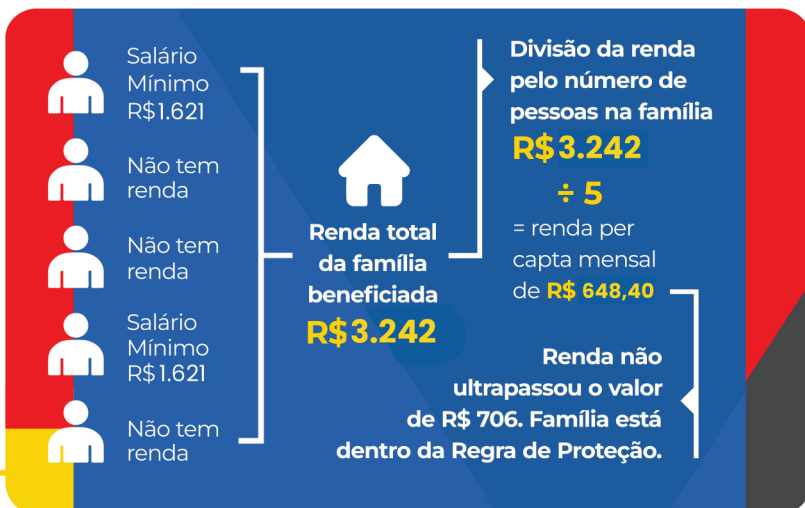 Salário
Mínimo
R$1.621
Não tem
renda
Não tem
renda
Salário
Mínimo
R$1.621
Não tem
renda
Renda total
da família
beneficiada
R$3.242
Divisão da renda
pelo número de
pessoas na família
R$3.242
÷ 5
= renda per
capta mensal
de R$ 648,40
Renda não
ultrapassou o valor
de R$ 706. Família está
dentro da Regra de Proteção.